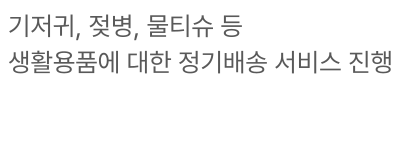 기저귀, 젖병, 물티슈 등
생활용품에 대한 정기배송 서비스 진행